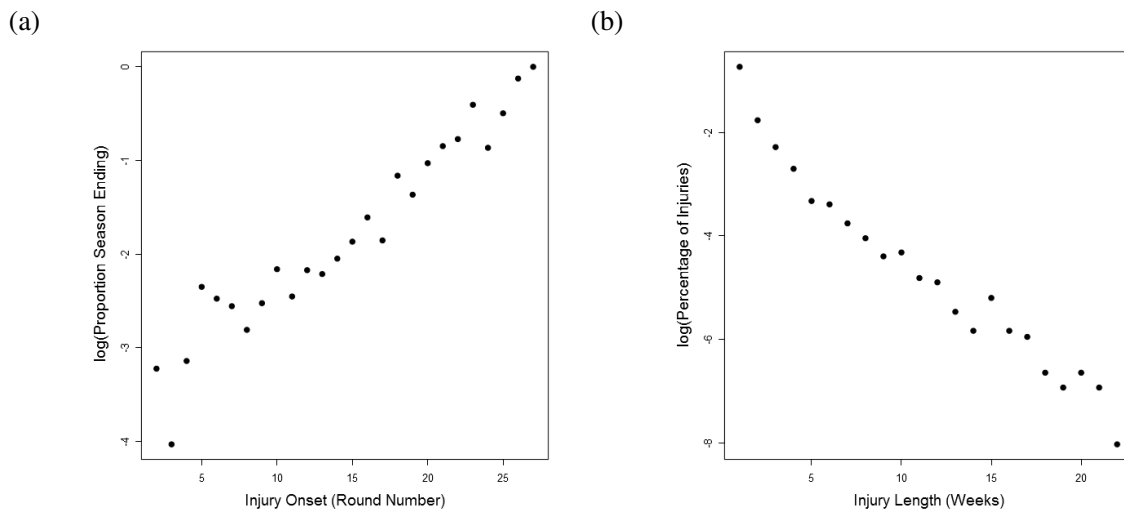 (a)
(b)
0
-1
-2
-3
-4
log(Proportion Season Ending)
5 10 15 20 25
Injury Onset (Round Number)
-2
-4
-6
-8
log(Percentage of Injuries)
5 10 15 20
Injury Length (Weeks)